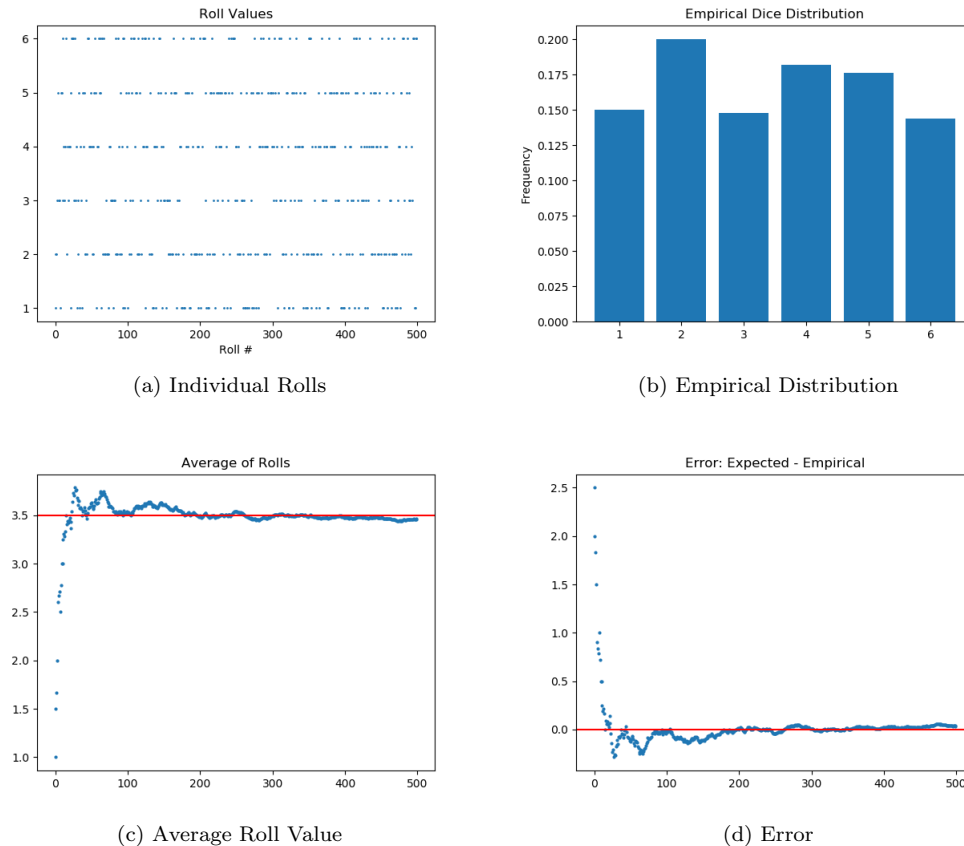 Roll Values
6
5
4
3
2
1
0 100 200 300 400 500
Roll #
(a) Individual Rolls
Empirical Dice Distribution
Frequency
0.200
0.175
0.150
0.125
0.100
0.075
0.050
0.025
0.000
1 2 3 4 5 6
(b) Empirical Distribution
Average of Rolls
3.5
3.0
2.5
2.0
1.5
1.0
0 100 200 300 400 500
(c) Average Roll Value
Error: Expected - Empirical
2.5
2.0
1.5
1.0
0.5
0.0
0 100 200 300 400 500
(d) Error